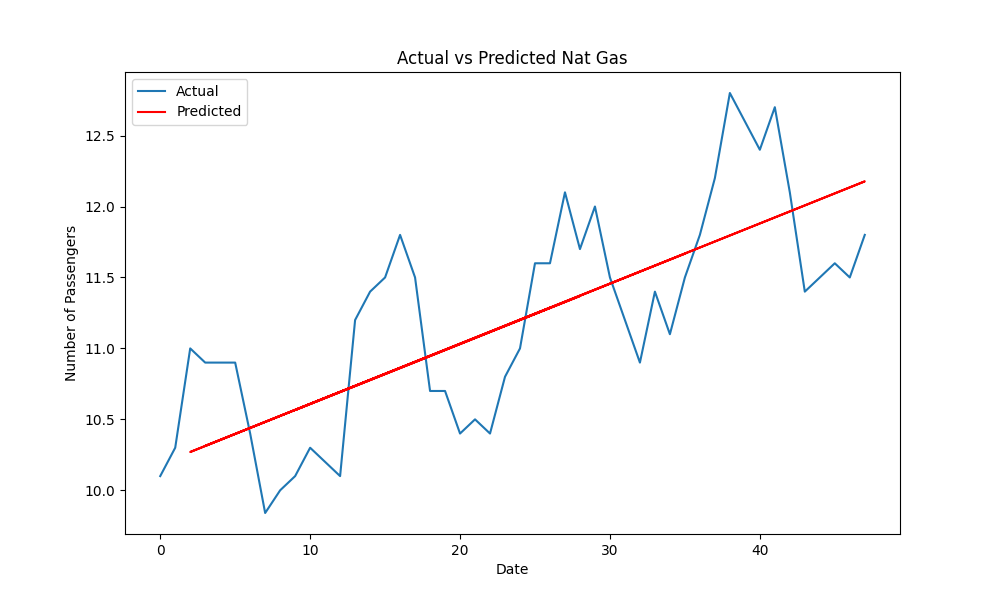 Actual vs Predicted Nat Gas
Actual
Predicted
12.5
12.0
11.5
11.0
10.5
10.0
Number of Passengers
0 10 20 30 40
Date